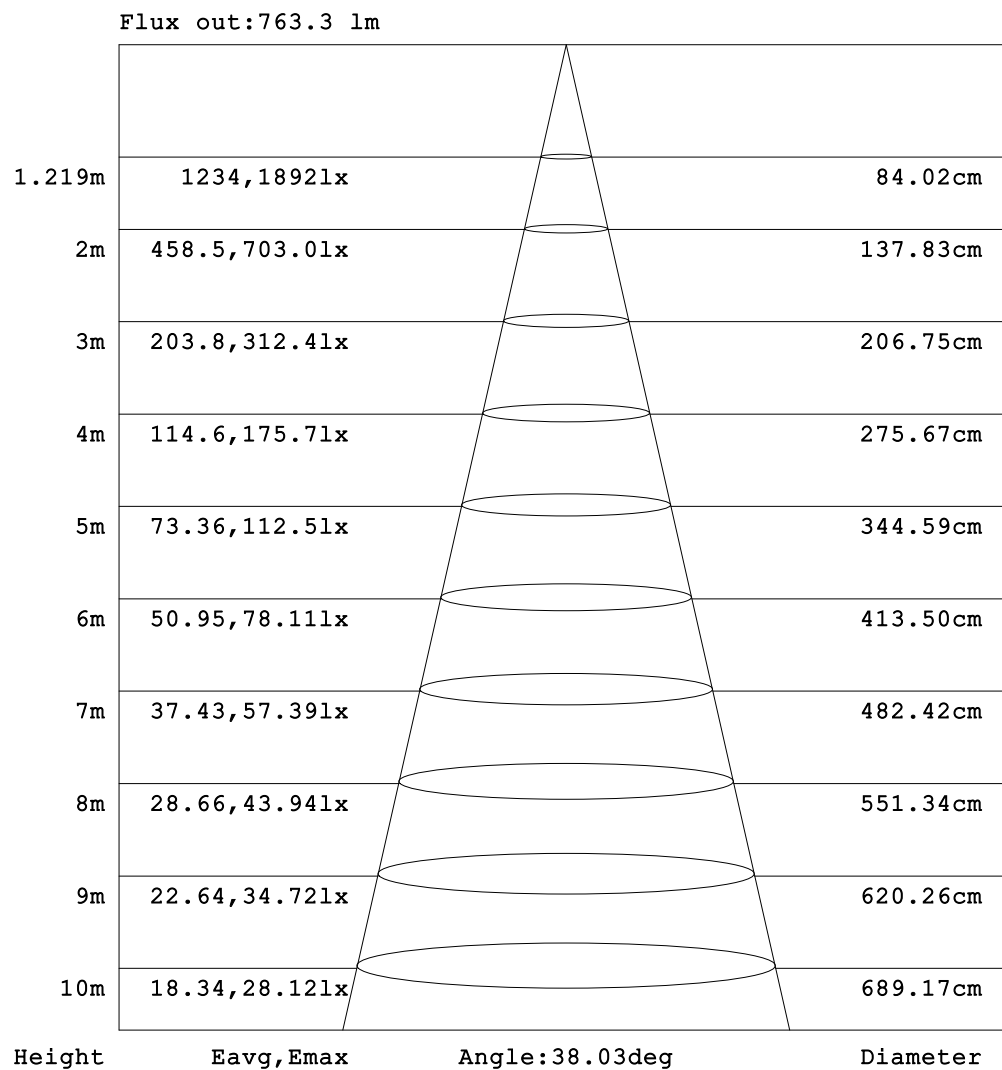 Flux out:763.3 lm
1.219m 1234,1892lx 84.02cm
2m 458.5,703.0lx 137.83cm
3m 203.8,312.4lx 206.75cm
4m 114.6,175.7lx 275.67cm
5m 73.36,112.5lx 344.59cm
6m 50.95,78.11lx 413.50cm
7m 37.43,57.39lx 482.42cm
8m 28.66,43.94lx 551.34cm
9m 22.64,34.72lx 620.26cm
10m 18.34,28.12lx 689.17cm
Height Eavg,Emax Angle:38.03deg Diameter